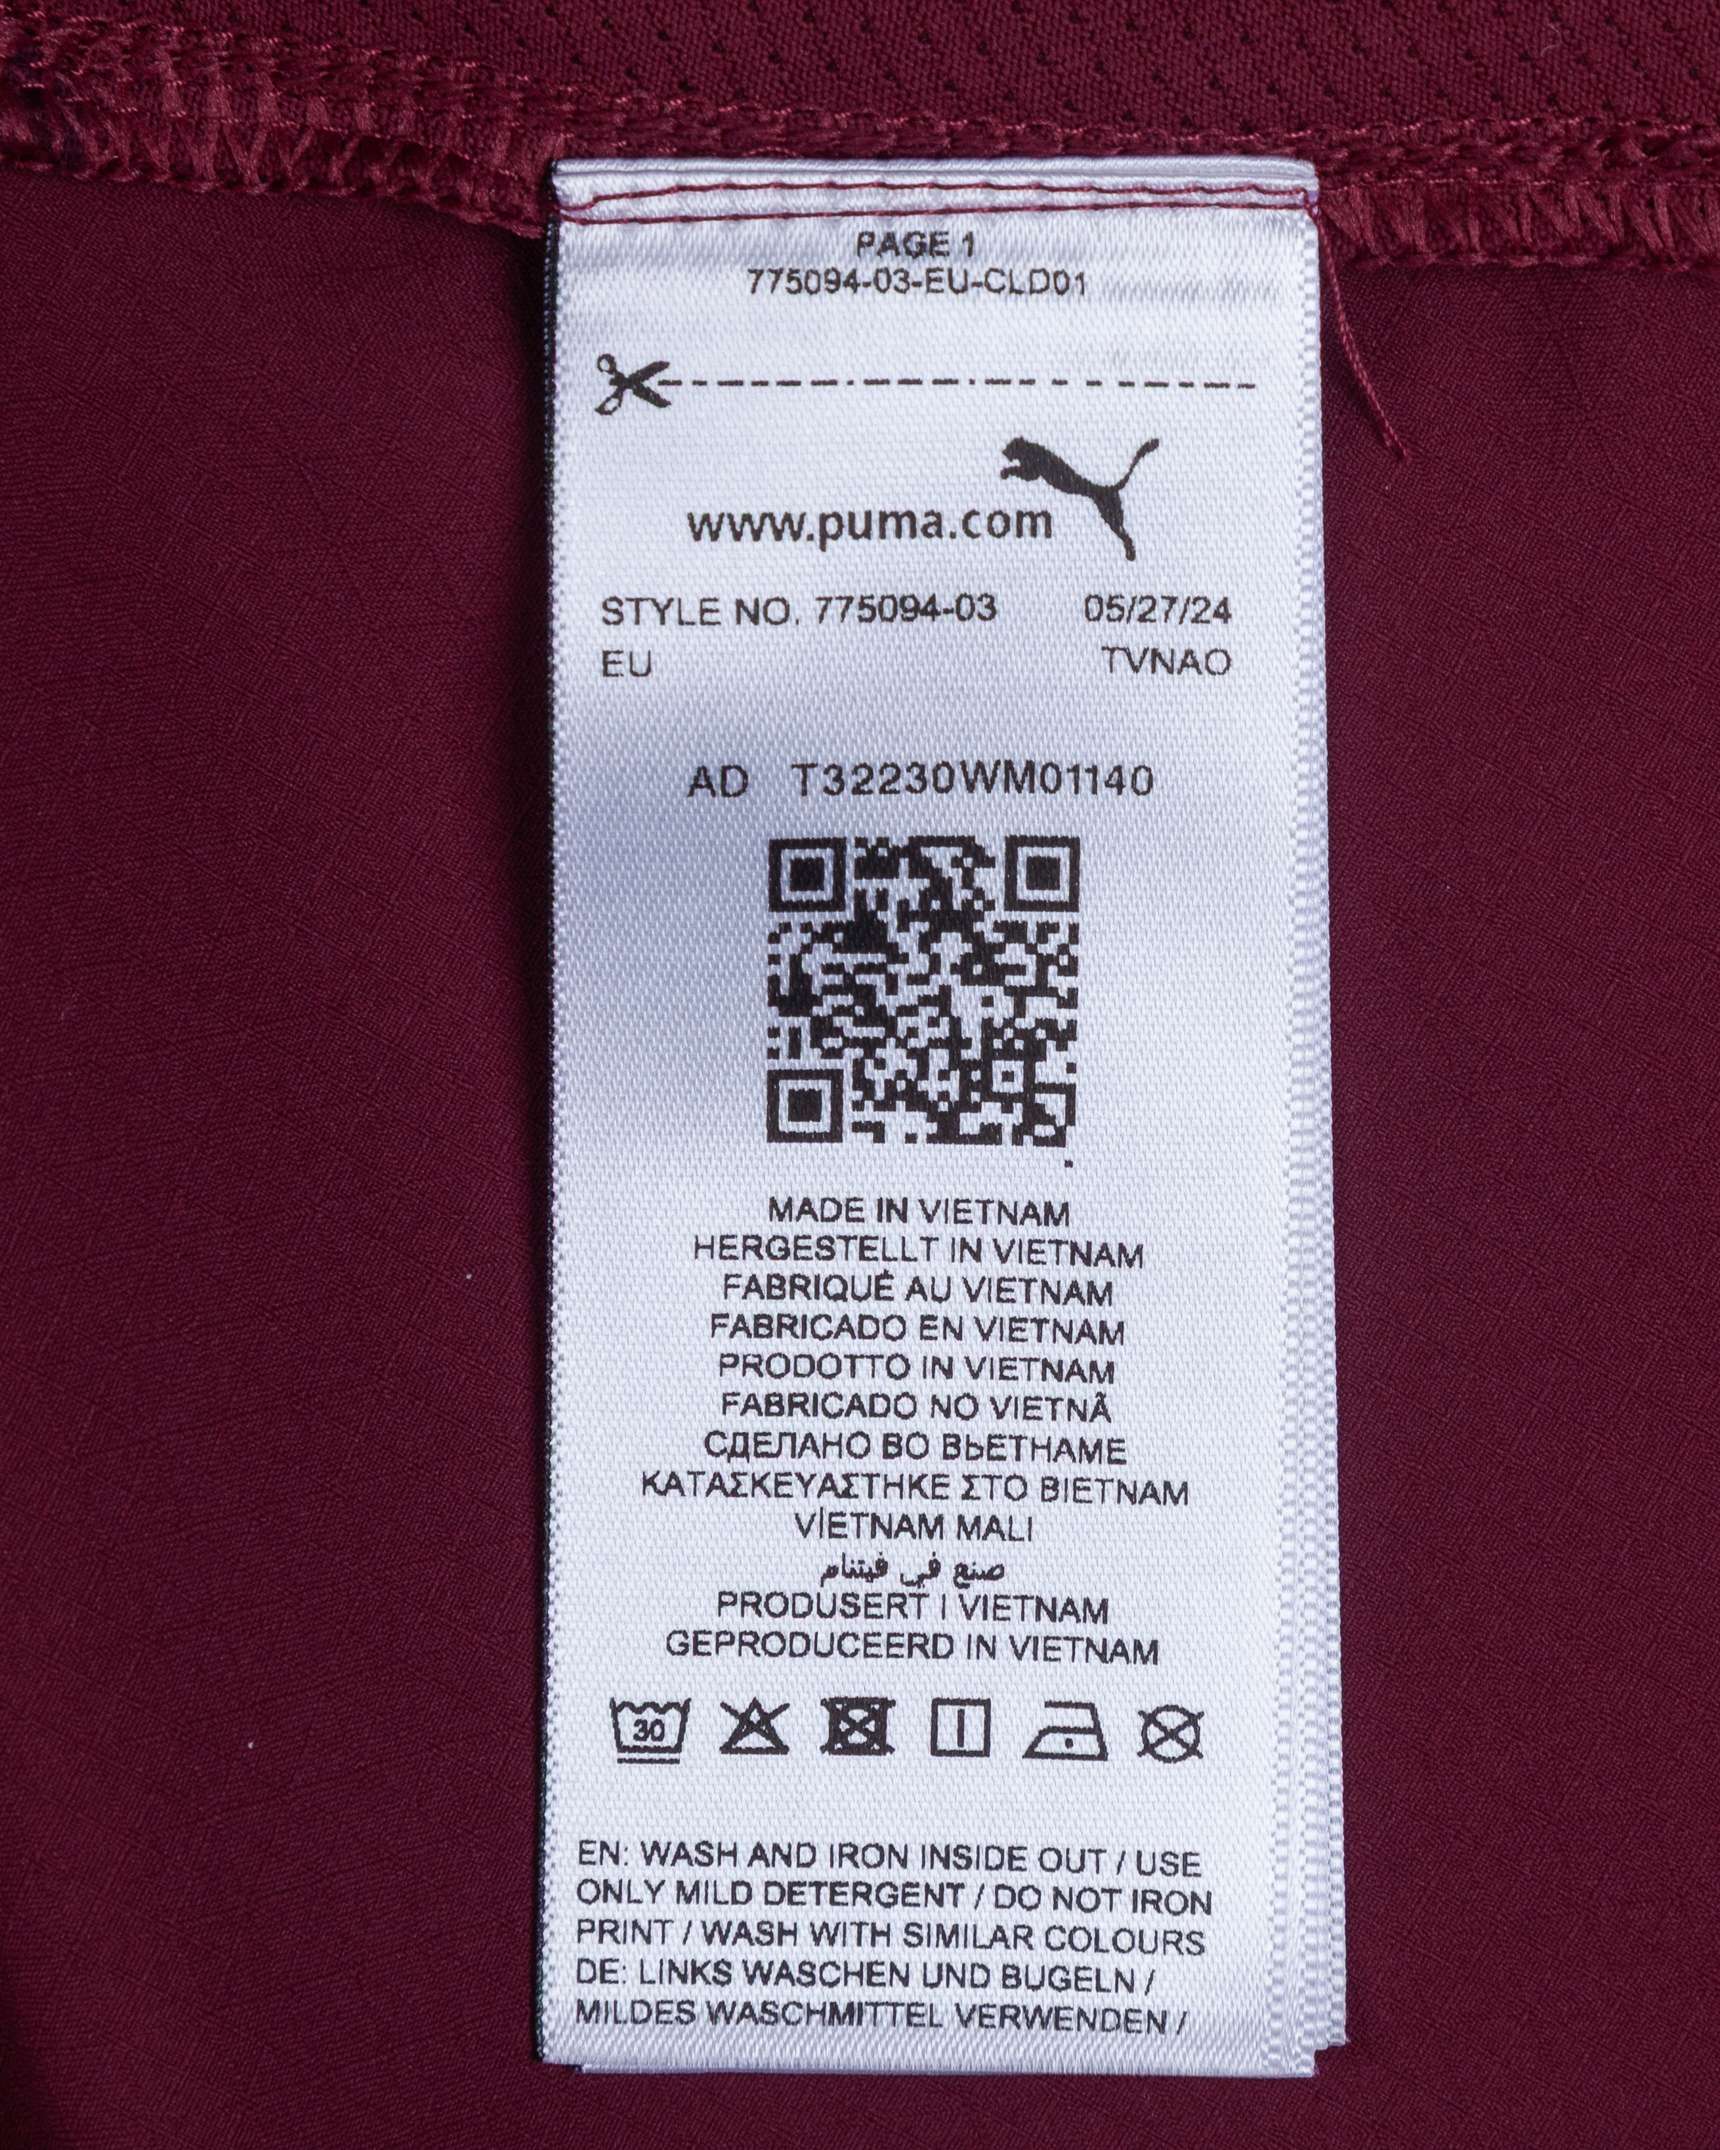 PAGE 1
775094-03-EU-CLD01
www.puma.com
STYLE NO. 775094-03 05/27/24
EU TVNAO
AD T32230WM01140
MADE IN VIETNAM
HERGESTELLT IN VIETNAM
FABRIQUÉ AU VIETNAM
FABRICADO EN VIETNAM
PRODOTTO IN VIETNAM
FABRICADO NO VIETNÃ
СДЕЛАНО ВО ВЬЕТНАМЕ
ΚΑΤΑΣΚΕΥΑΣΤΗΚΕ ΣΤΟ ΒΙΕΤΝΑΜ
VİETNAM MALI
صنع في فيتنام
PRODUSERT I VIETNAM
GEPRODUCEERD IN VIETNAM
30
EN: WASH AND IRON INSIDE OUT / USE
ONLY MILD DETERGENT / DO NOT IRON
PRINT / WASH WITH SIMILAR COLOURS
DE: LINKS WASCHEN UND BUGELN /
MILDES WASCHMITTEL VERWENDEN /